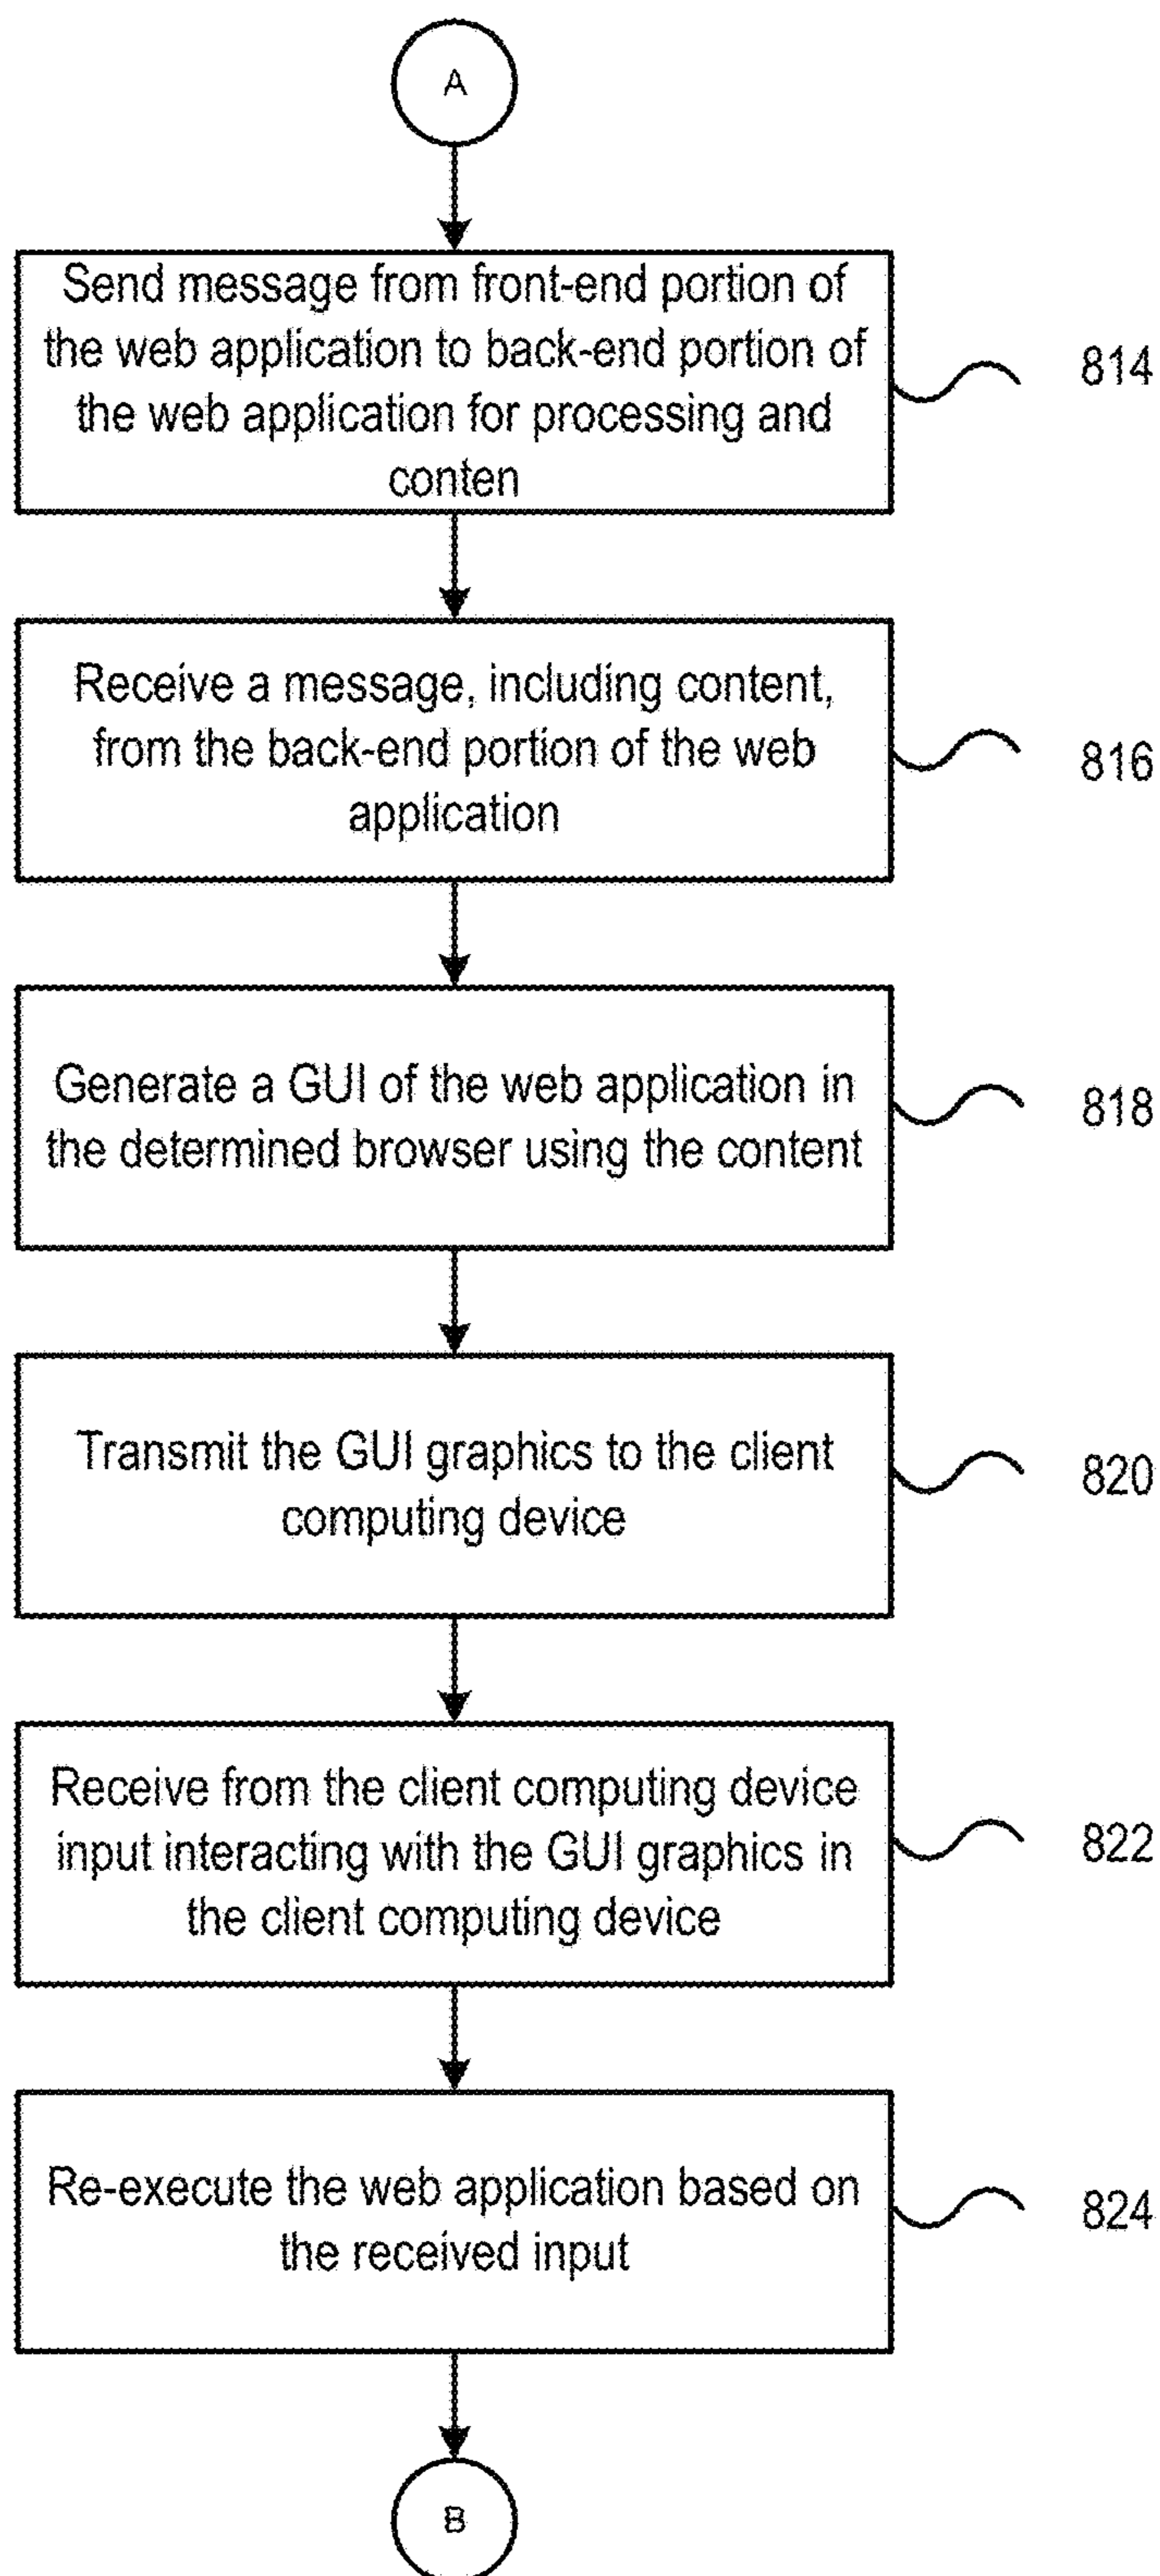 A
Send message from front-end portion of
the web application to back-end portion of
the web application for processing and
conten
814
Receive a message, including content,
from the back-end portion of the web
application
816
Generate a GUI of the web application in
the determined browser using the content
818
Transmit the GUI graphics to the client
computing device
820
Receive from the client computing device
input interacting with the GUI graphics in
the client computing device
822
Re-execute the web application based on
the received input
824
B